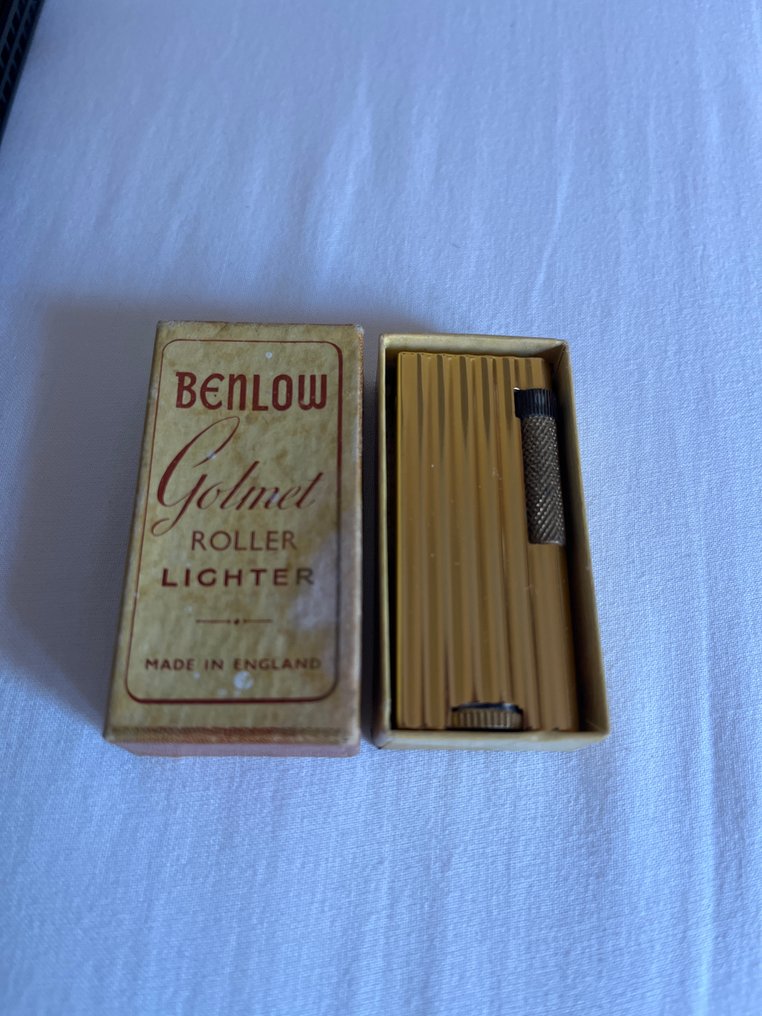 BENLOW
Golmet
ROLLER
LIGHTER
MADE IN ENGLAND